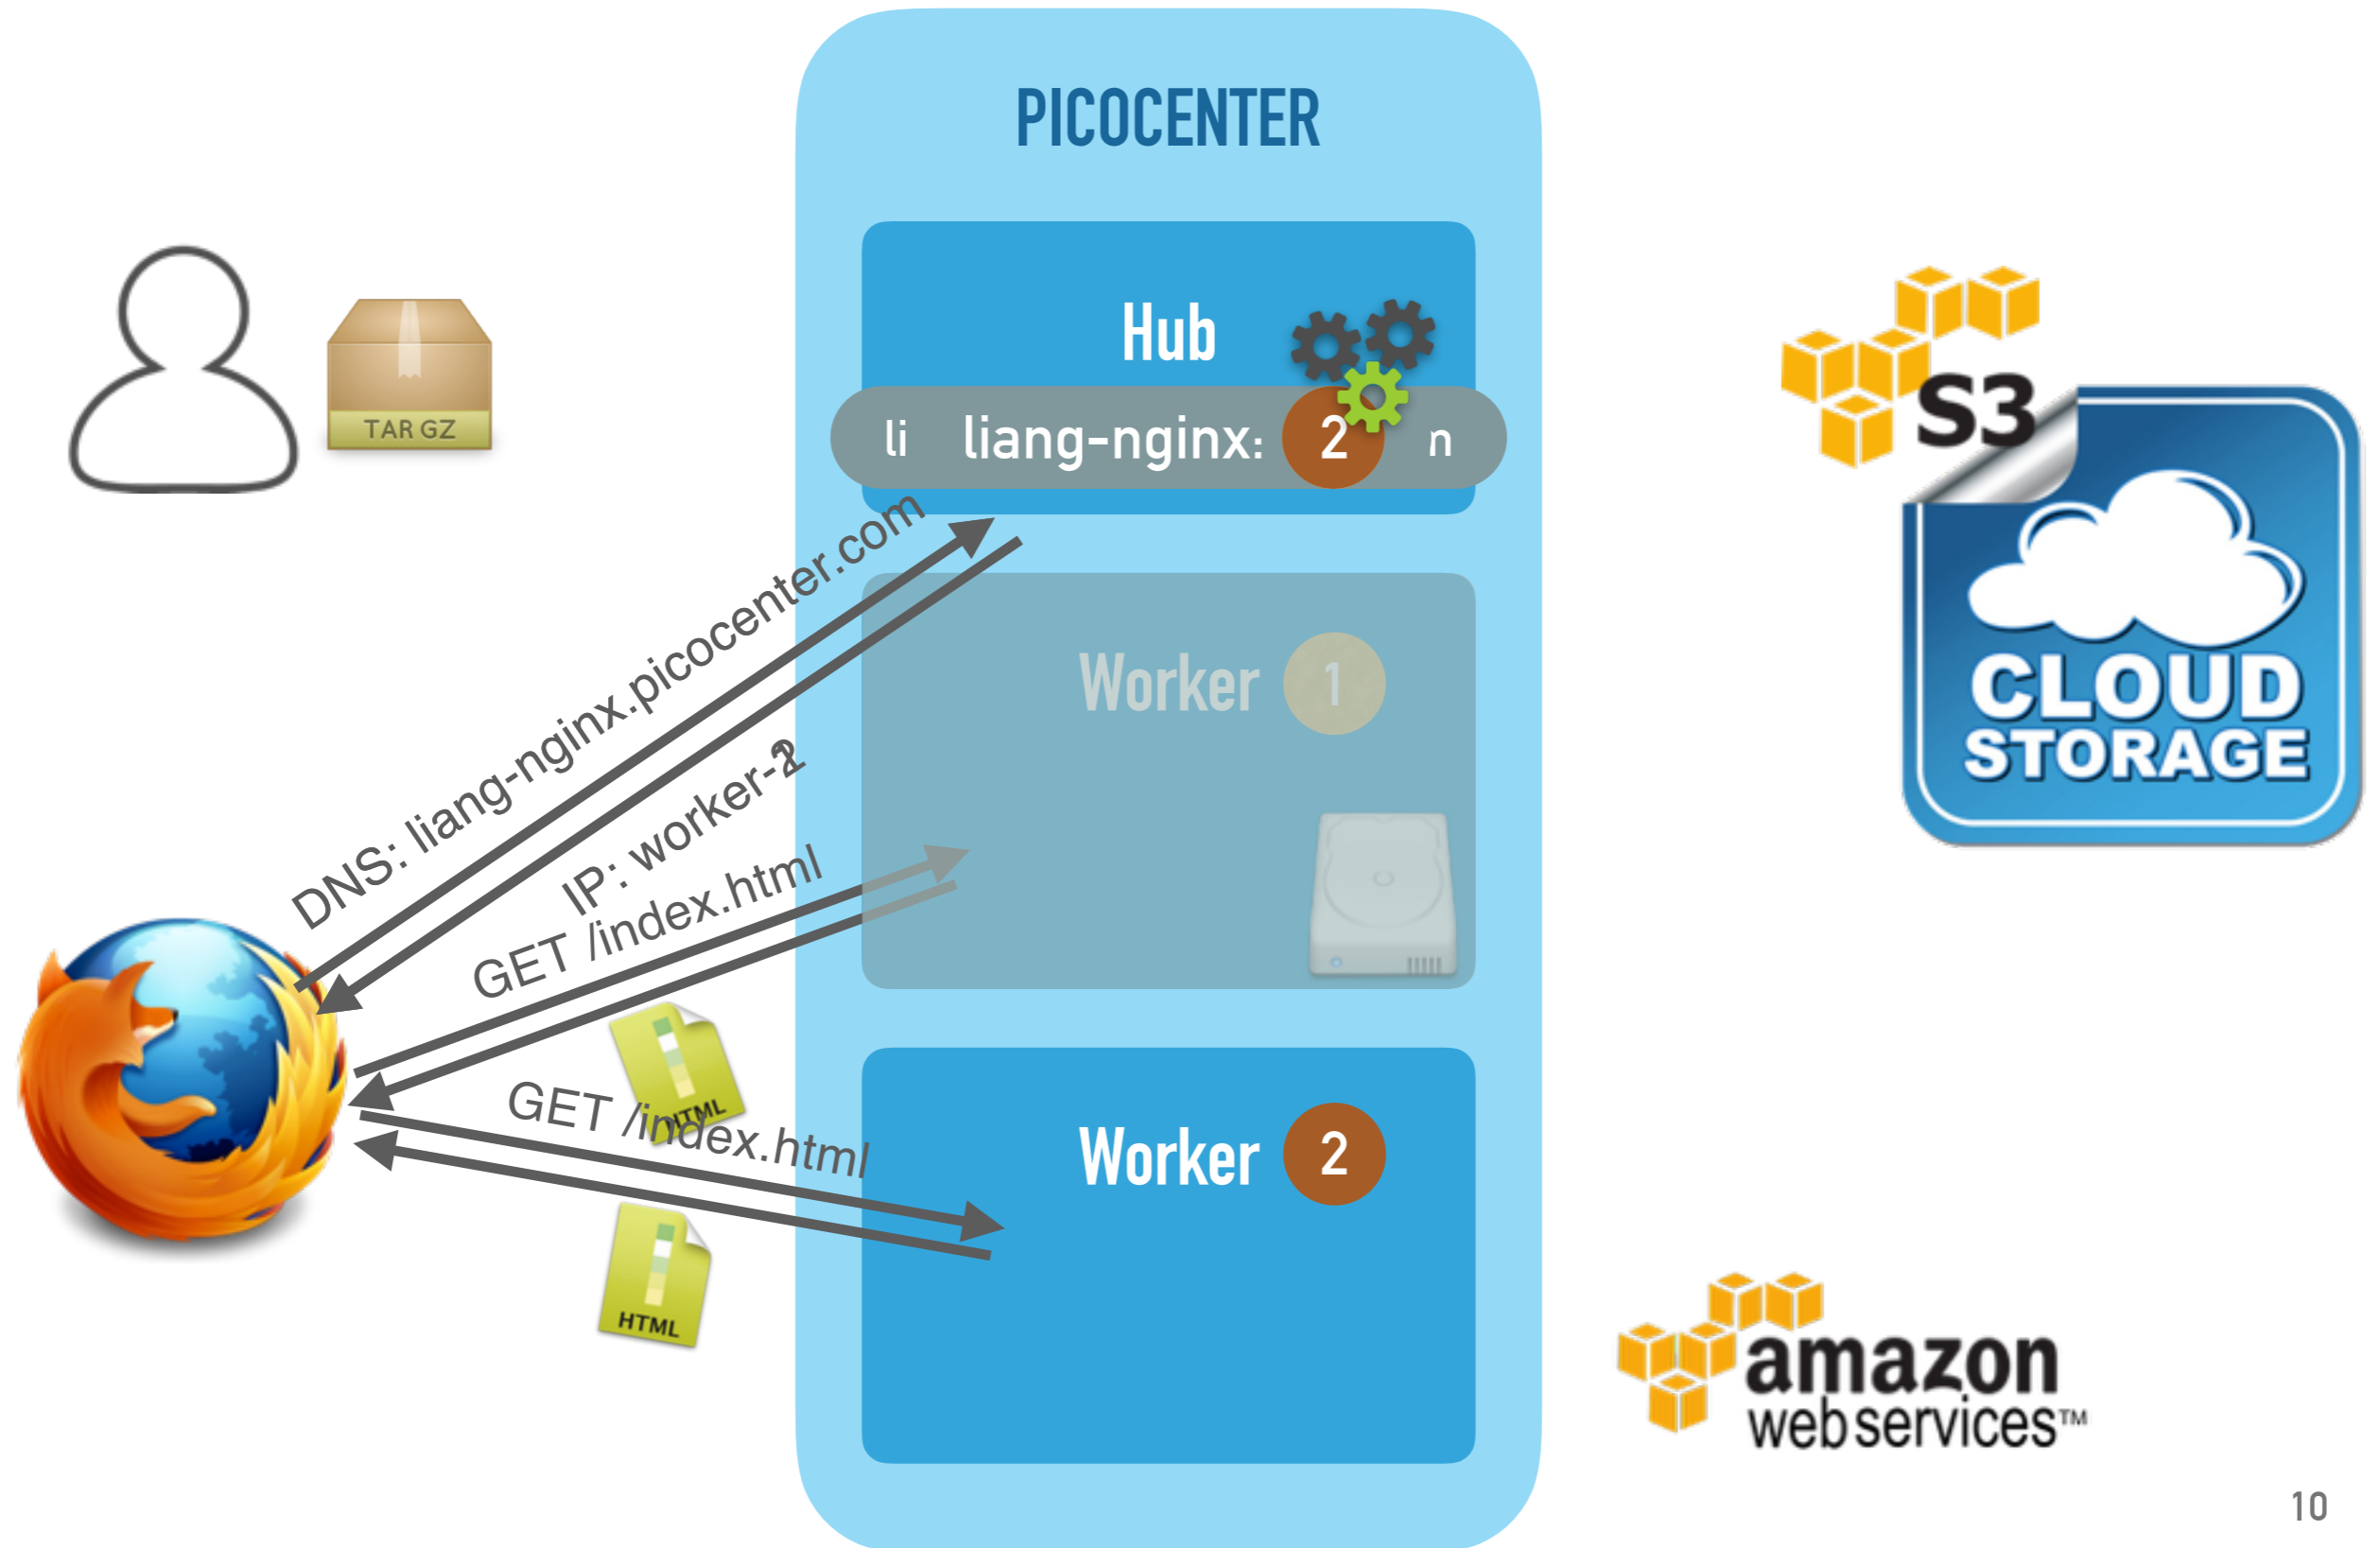 PICOCENTER
Hub
TAR GZ
li liang-nginx: 2 n
S3
DNS: liang-nginx.picocenter.com
Worker 1
CLOUD
STORAGE
IP:
GET /index.html
HTML
GET /index.html
Worker 2
HTML
amazon
webservices™
10